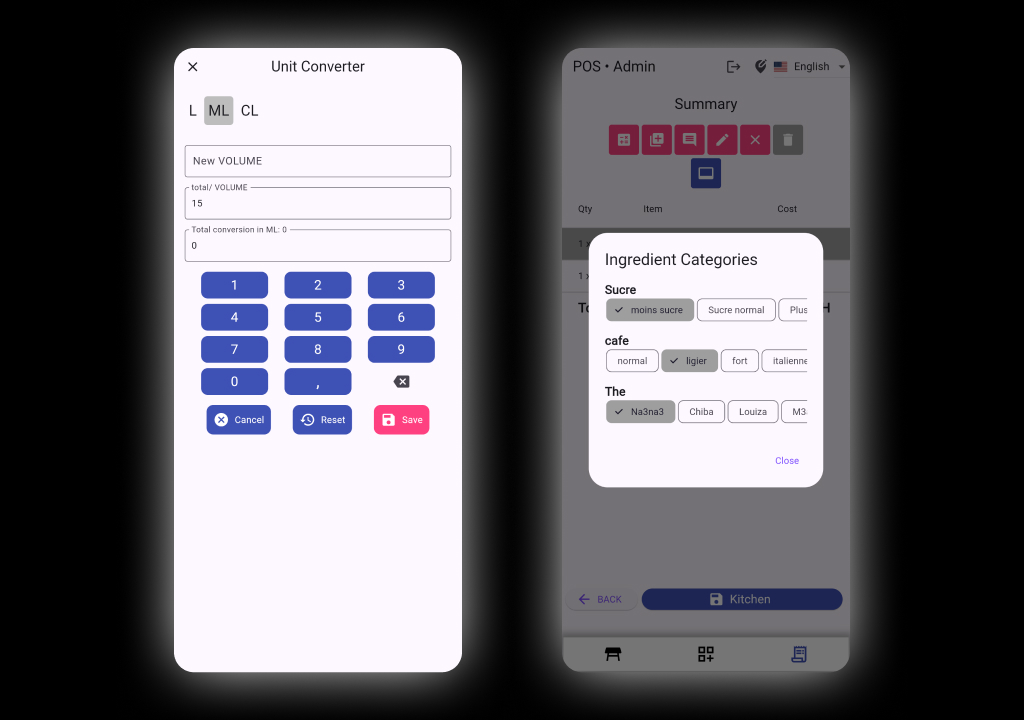 Unit Converter
L ML CL
New VOLUME
total/ VOLUME
15
Total conversion in ML: 0
0
1 2 3
4 5 6
7 8 9
0 ,
Cancel Reset Save
POS • Admin English
Summary
Qty Item Cost
1
1
Ingredient Categories
Sucre
moins sucre Sucre normal Plus
cafe
normal ligier fort italienne
The
Na3na3 Chiba Louiza M3
Close
BACK Kitchen